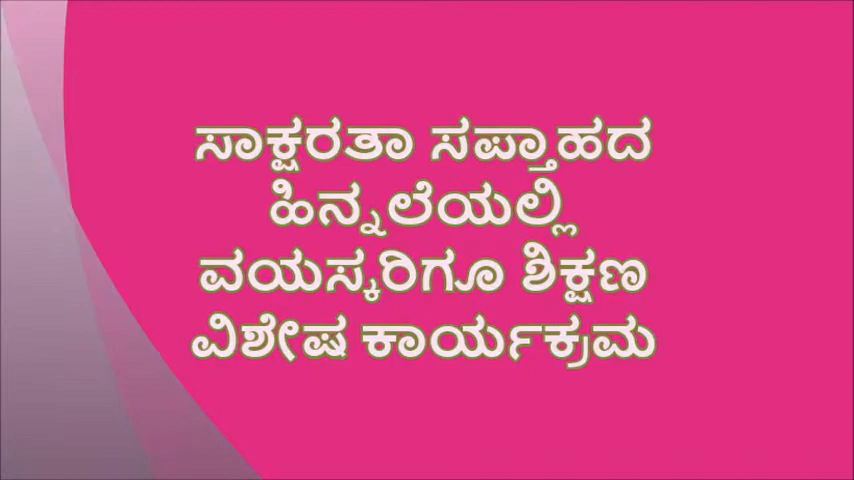 ಸಾಕ್ಷರತಾ ಸಪ್ತಾಹದ
ಹಿನ್ನಲೆಯಲ್ಲಿ
ವಯಸ್ಕರಿಗೂ ಶಿಕ್ಷಣ
ವಿಶೇಷ ಕಾರ್ಯಕ್ರಮ